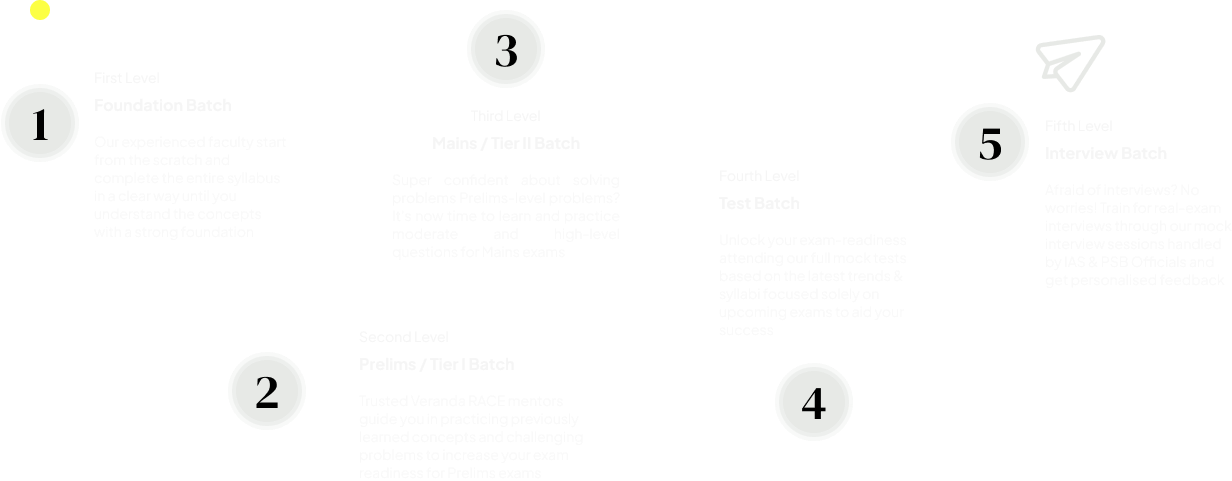 1
First Level
Foundation Batch
Our experienced faculty start
from the scratch and
complete the entire syllabus
in a clear way until you
understand the concepts
with a strong foundation.
2
Second Level
Prelims / Tier I Batch
Trusted Veranda RACE mentors
guide you in practicing previously
learned concepts and challenging
problems to increase your exam
readiness for Prelims exams.
3
Third Level
Mains / Tier II Batch
Super confident about solving
problems Prelims-level problems?
It's now time to learn and practice
moderate and high-level
questions for Mains exams.
4
Fourth Level
Test Batch
Unlock your exam-readiness
attending our full mock tests
based on the latest trends &
syllabi focused solely on
upcoming exams to aid your
success.
5
Fifth Level
Interview Batch
Afraid of interviews? No
worries! Train for real-exam
interviews through our mock
interview sessions handled
by IAS & PSB Officials and
get personalised feedback.